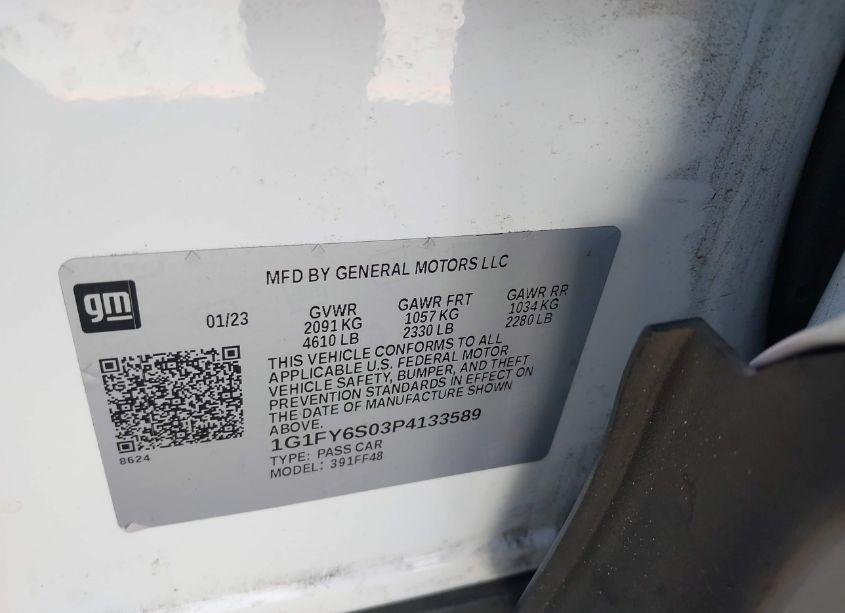 MFD BY GENERAL MOTORS LLC
gm
01/23
GVWR
2091 KG
4610 LB
GAWR FRT
1057 KG
2330 LB
GAWR RR
1034 KG
2280 LB
THIS VEHICLE CONFORMS TO ALL
APPLICABLE U.S. FEDERAL MOTOR
VEHICLE SAFETY, BUMPER, AND THEFT
PREVENTION STANDARDS IN EFFECT ON
THE DATE OF MANUFACTURE SHOWN
ABOVE.
1G1FY6S03P4133589
TYPE: PASS CAR
MODEL: 391FF48
8624